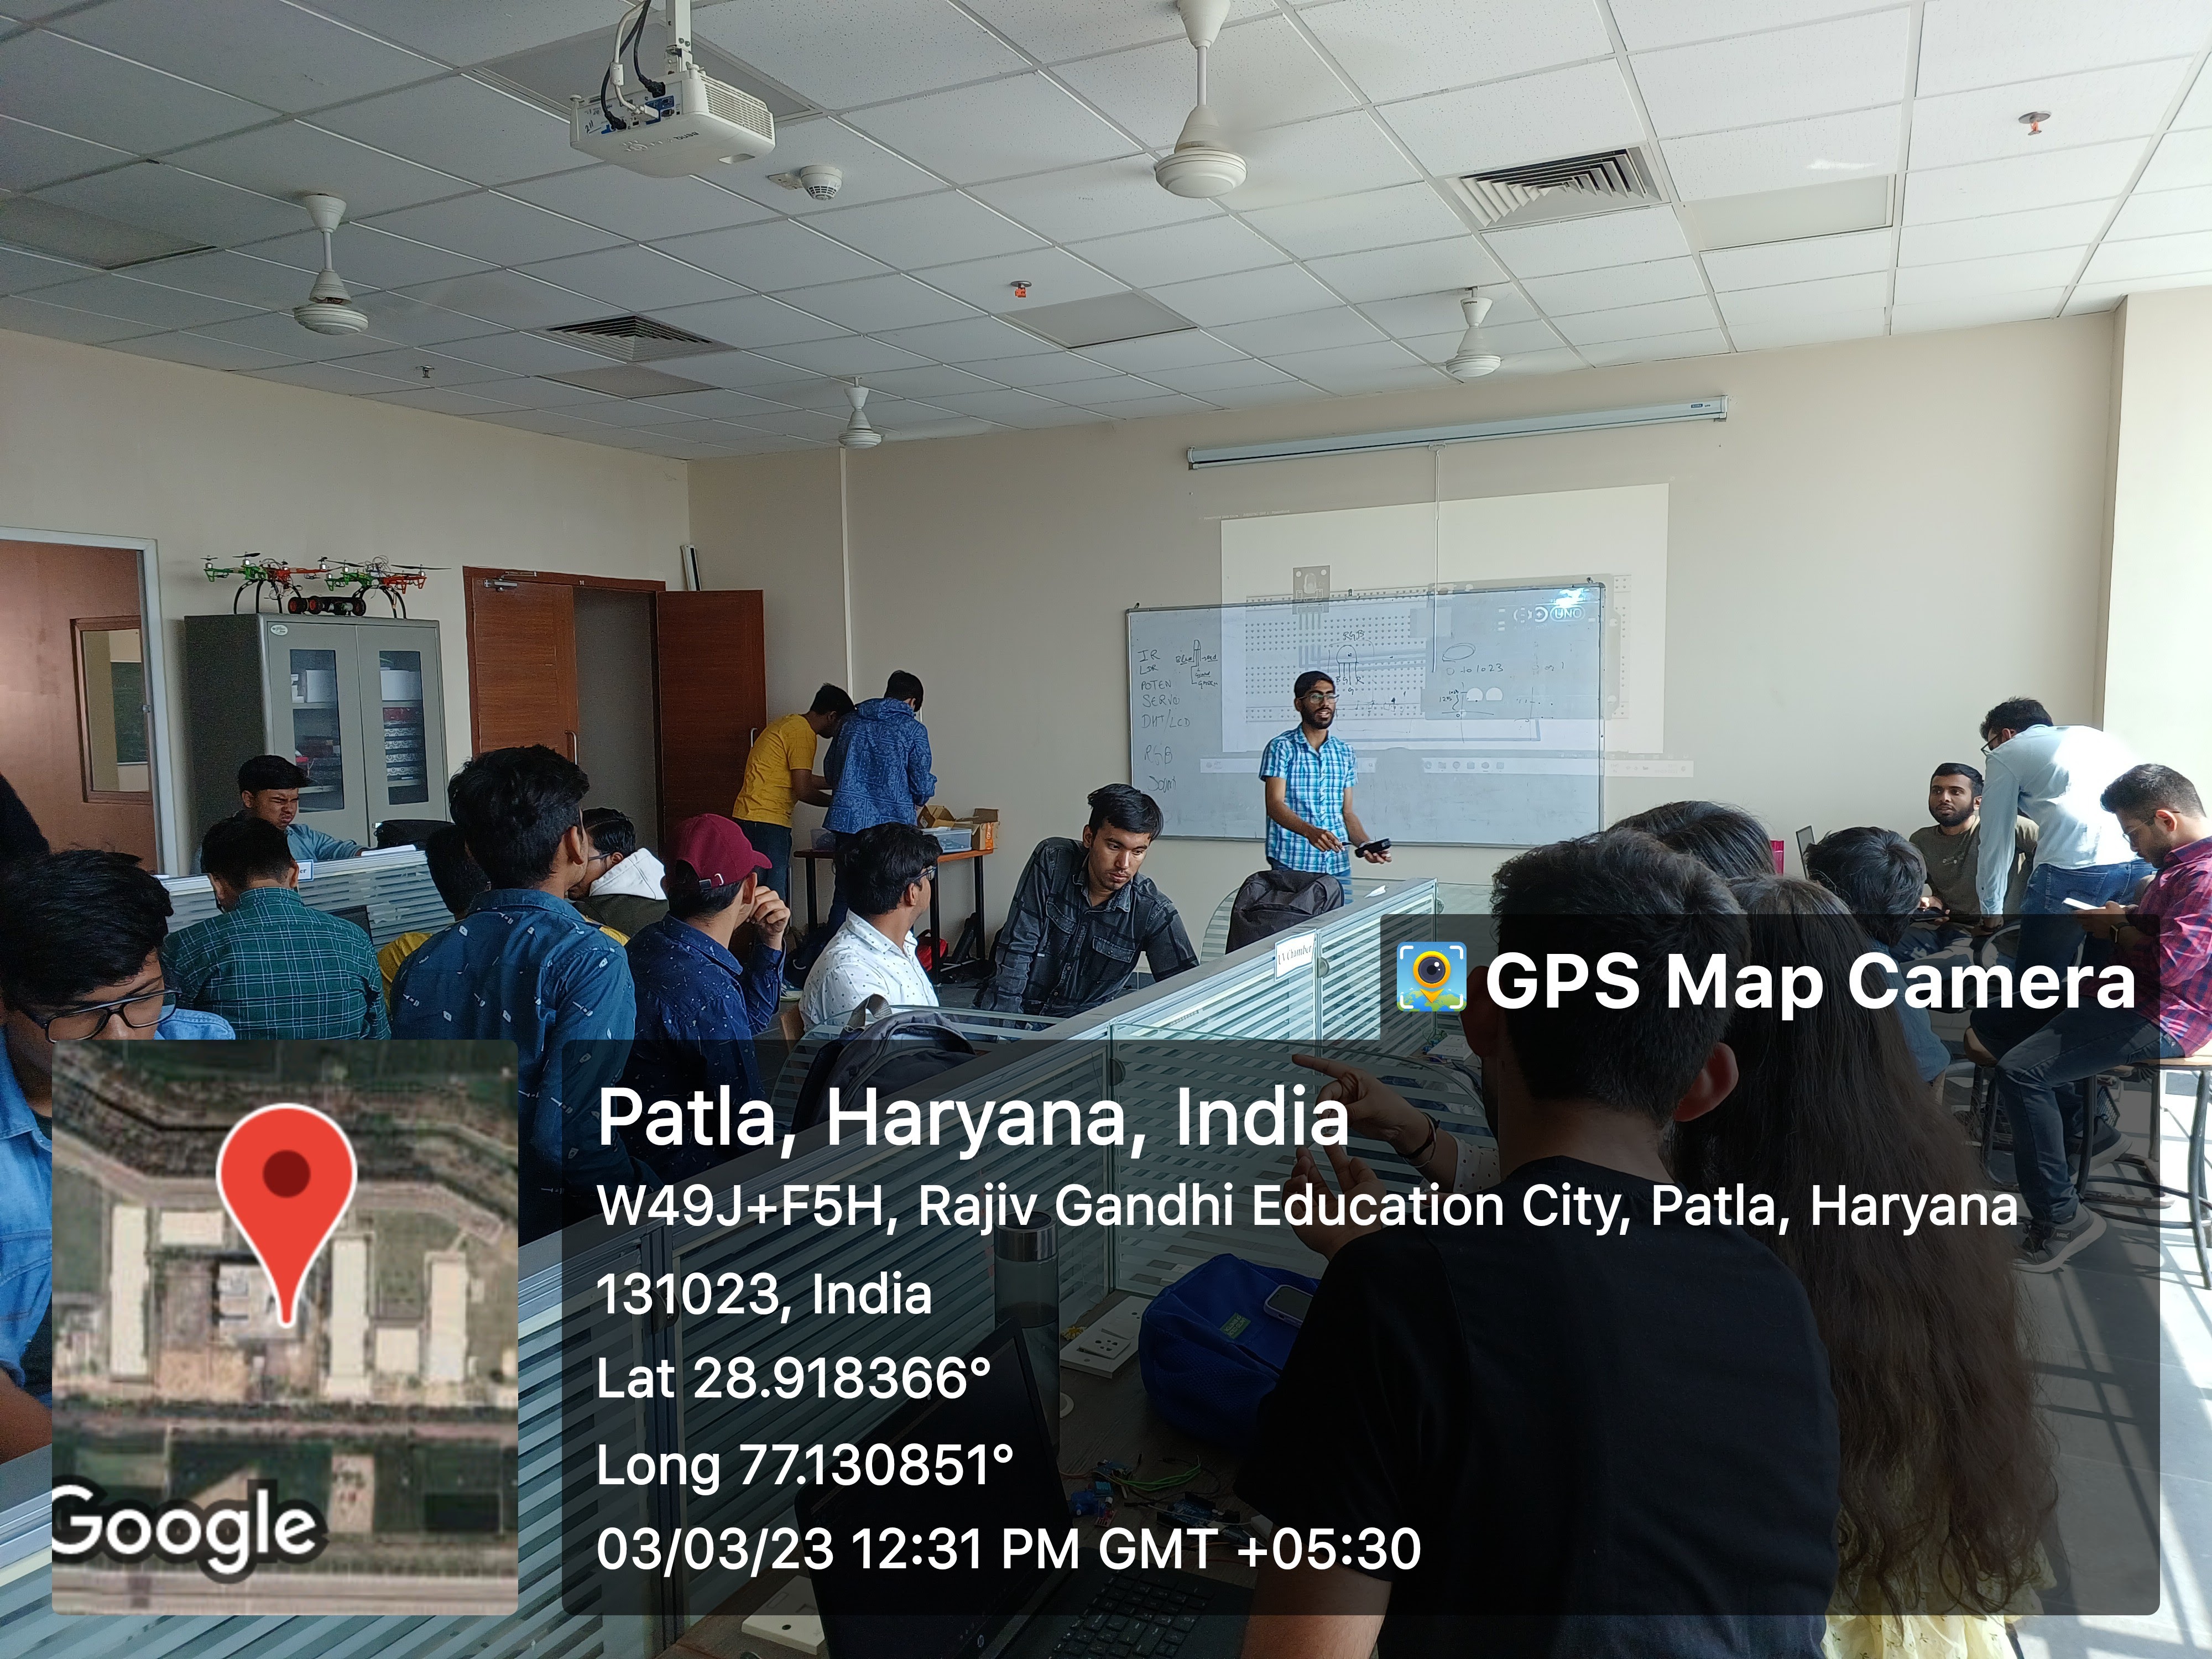 IR
LDR
POTEN
SERVO
DHT/LCD
RGB
UNO
RGB
GPS Map Camera
Patla, Haryana, India
W49J+F5H, Rajiv Gandhi Education City, Patla, Haryana
131023, India
Lat 28.918366°
Long 77.130851°
03/03/23 12:31 PM GMT +05:30
Google